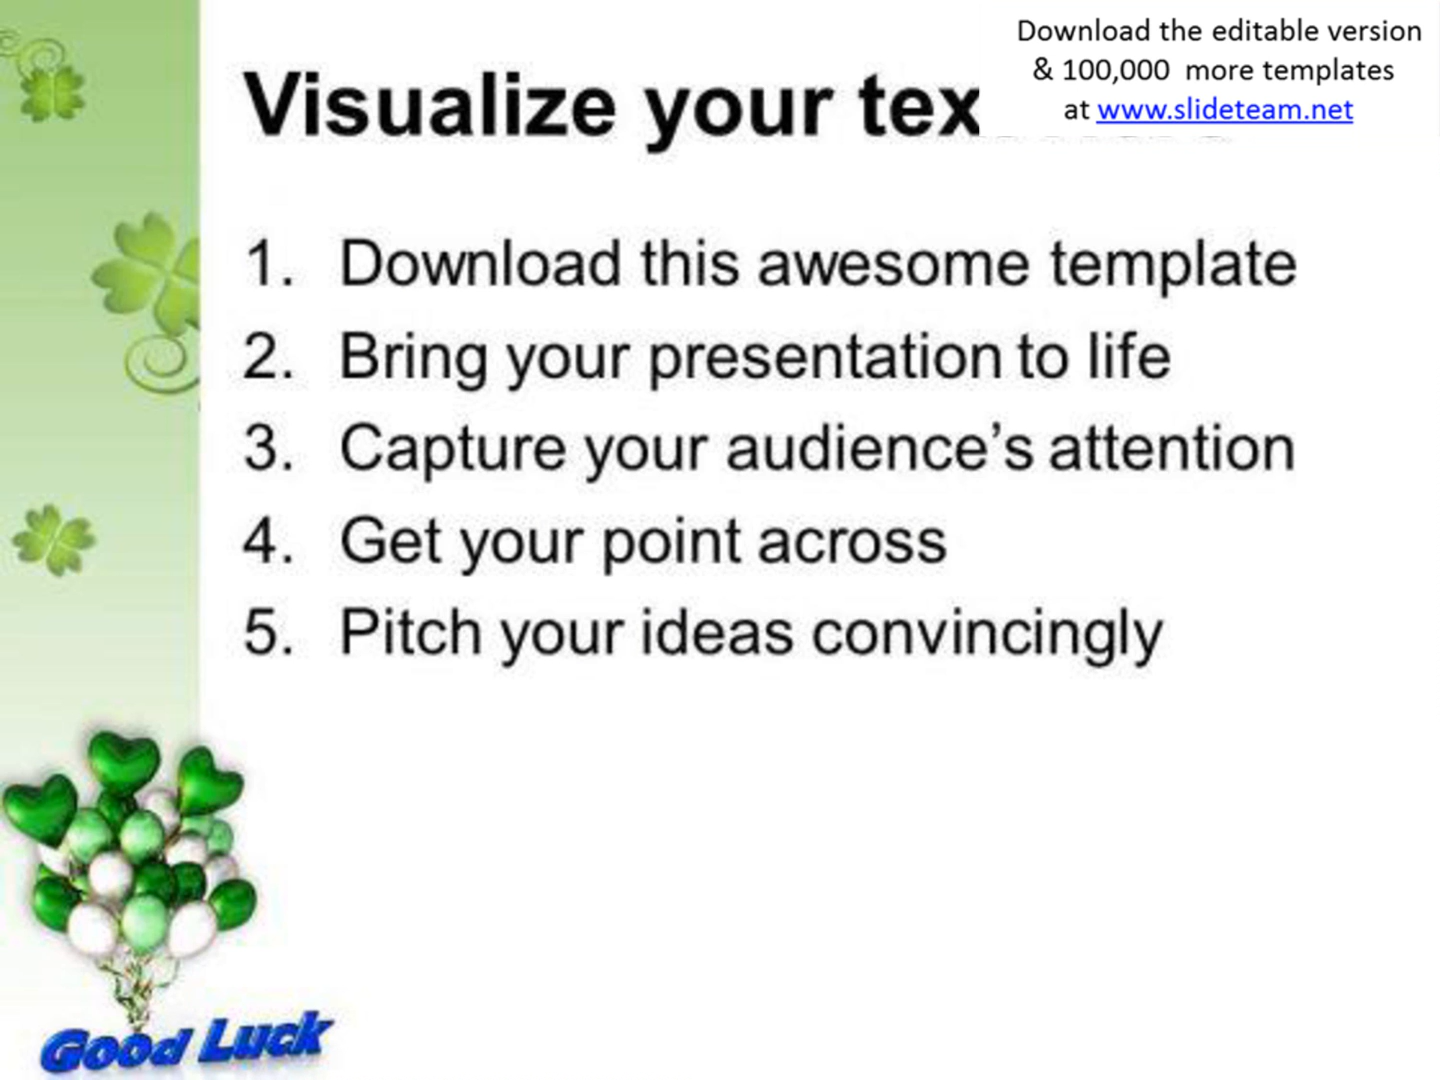 Download the editable version
& 100,000 more templates
at www.slideteam.net
Visualize your
1. Download this awesome template
2. Bring your presentation to life
3. Capture your audience’s attention
4. Get your point across
5. Pitch your ideas convincingly
Good Luck